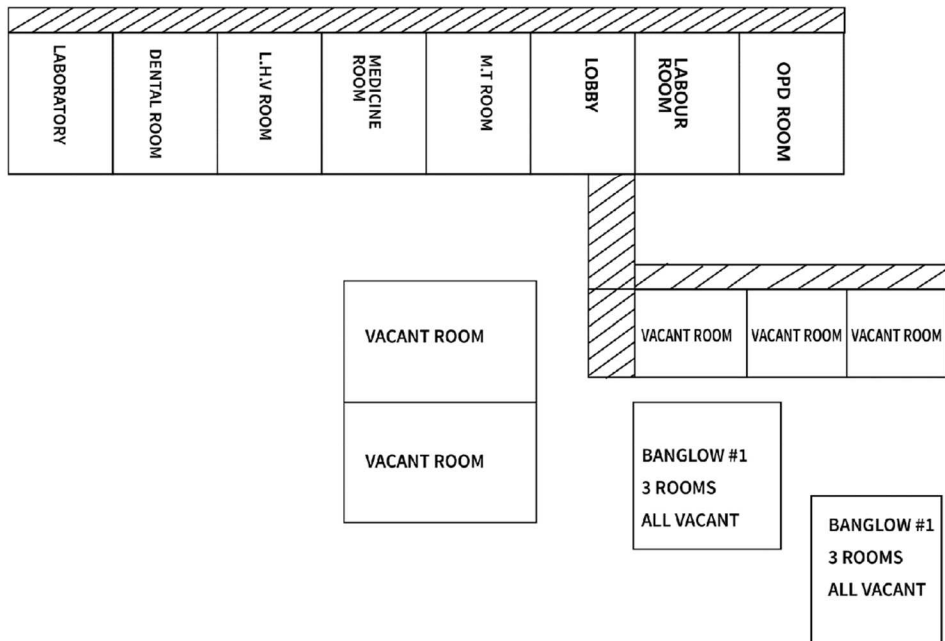 LABORATORY
DENTAL ROOM
L.H.V ROOM
MEDICINE
ROOM
M.T ROOM
LOBBY
LABOUR
ROOM
OPD ROOM
VACANT ROOM
VACANT ROOM
VACANT ROOM
VACANT ROOM
VACANT ROOM
BANGLOW #1
3 ROOMS
ALL VACANT
BANGLOW #1
3 ROOMS
ALL VACANT